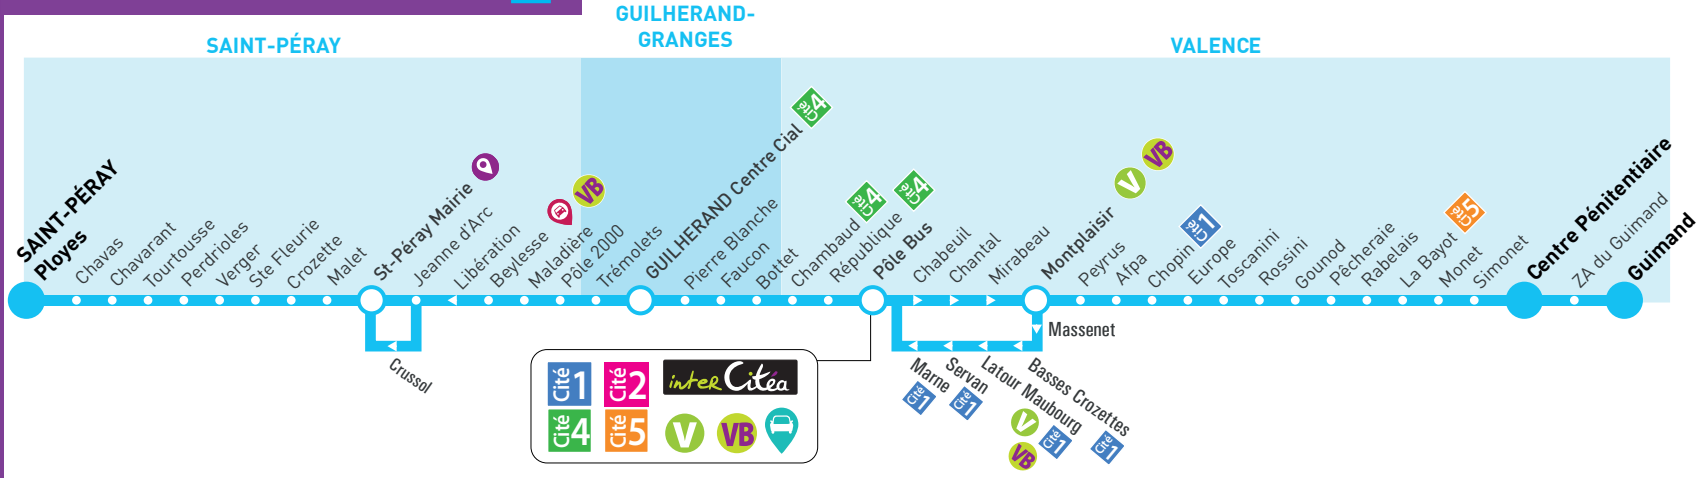 SAINT-PÉRAY
GUILHERAND-
GRANGES
VALENCE
SAINT-PÉRAY
Ployes
Chavas
Chavarant
Tourtousse
Perdrioles
Verger
Ste Fleurie
Crozette
Malet
St-Péray Mairie
Jeanne d'Arc
Libération
Beylesse
Maladière
Pôle 2000
VB
Trémolets
GUILHERAND Centre Cial
Cité 4
Pierre Blanche
Faucon
Bottet
Chambaud
Cité 4
République
Cité 4
Pôle Bus
Chabeuil
Chantal
Mirabeau
Montplaisir
V
VB
Peyrus
Afpa
Chopin
Cité 1
Europe
Toscanini
Rossini
Gounod
Pêcheraie
Rabelais
La Bayot
Cité 5
Monet
Simonet
Centre Pénitentiaire
ZA du Guimand
Guimand
Crussol
Massenet
Marne
Cité 1
Servan
Cité 1
Latour Maubourg
V
VB
Cité 1
Basses Crozettes
Cité 1
Cité 1
Cité 2
inter Citéa
Cité 4
Cité 5
V
VB